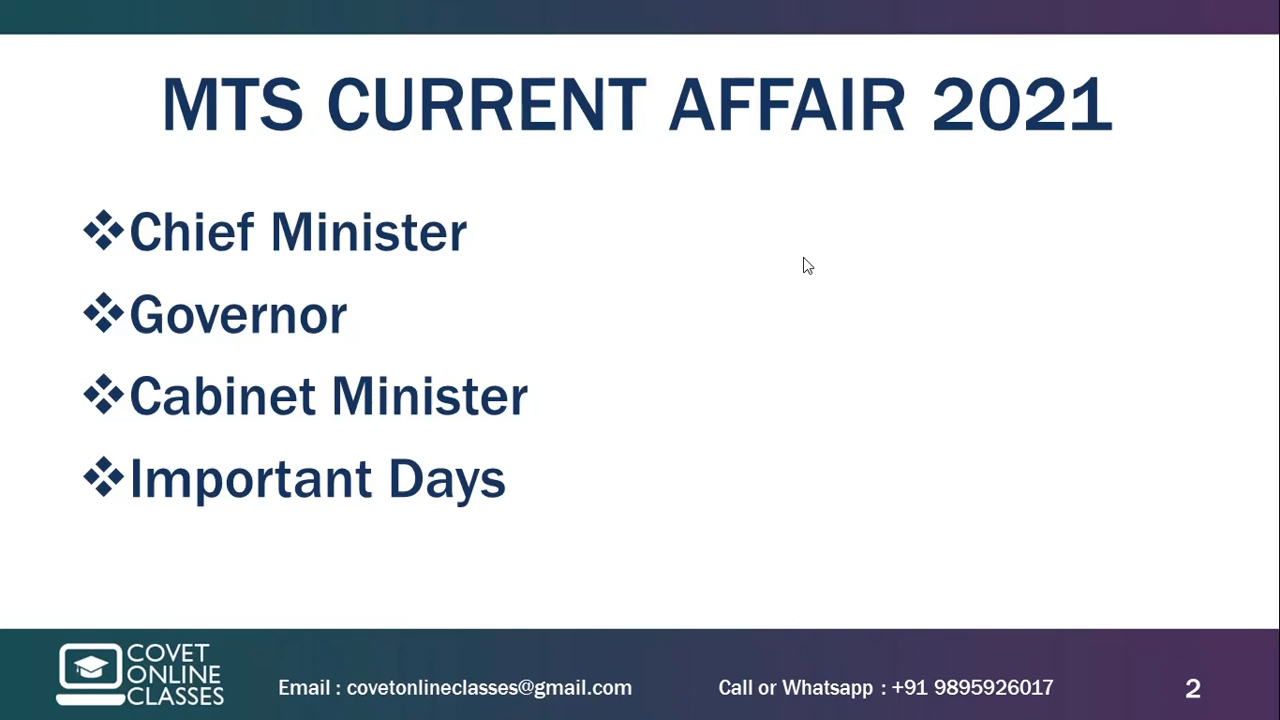 MTS CURRENT AFFAIR 2021
❖Chief Minister
❖Governor
❖Cabinet Minister
❖Important Days
COVET
ONLINE
CLASSES
Email : covetonlineclasses@gmail.com
Call or Whatsapp : +91 9895926017
2